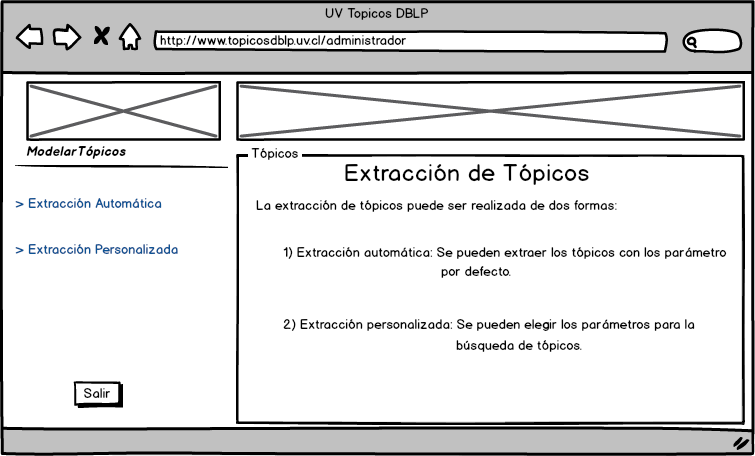 UV Topicos DBLP
http://www.topicosdblp.uv.cl/administrador
Modelar Tópicos
> Extracción Automática
> Extracción Personalizada
Salir
Tópicos
Extracción de Tópicos
La extracción de tópicos puede ser realizada de dos formas:
1) Extracción automática: Se pueden extraer los tópicos con los parámetro
por defecto.
2) Extracción personalizada: Se pueden elegir los parámetros para la
búsqueda de tópicos.